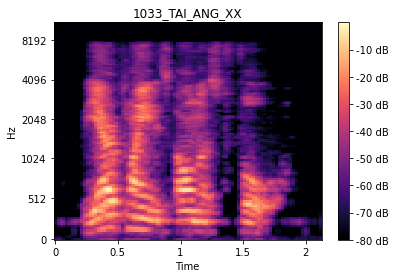 1033_TAI_ANG_XX
8192
4096
2048
1024
512
0
Hz
0
0.5
1
1.5
2
Time
-10 dB
-20 dB
-30 dB
-40 dB
-50 dB
-60 dB
-70 dB
-80 dB